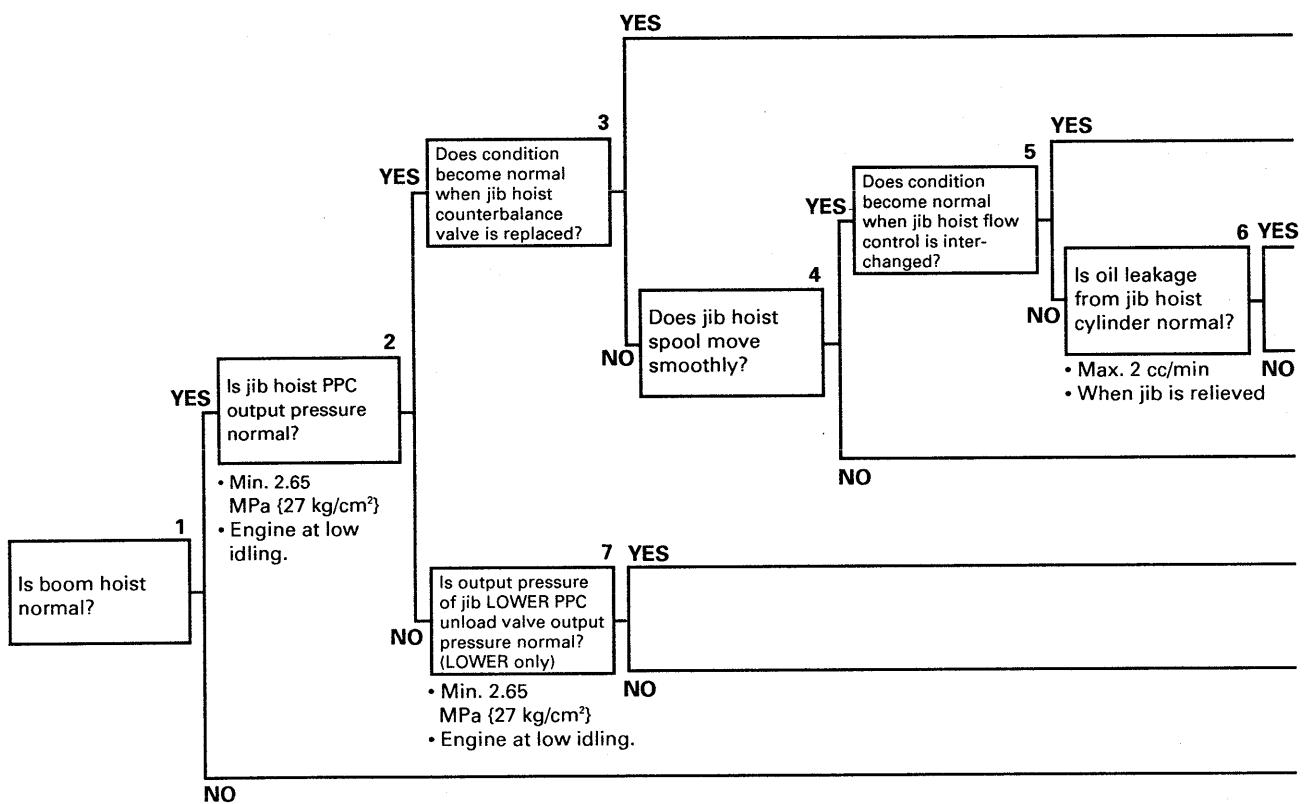 YES
3
Does condition
become normal
when jib hoist
counterbalance
valve is replaced?
YES
YES
5
Does condition
become normal
when jib hoist flow
control is inter-
changed?
YES
6 YES
Is oil leakage
from jib hoist
cylinder normal?
NO
NO
• Max. 2 cc/min
• When jib is relieved
4
Does jib hoist
spool move
smoothly?
NO
NO
2
Is jib hoist PPC
output pressure
normal?
YES
• Min. 2.65
MPa {27 kg/cm²}
• Engine at low
idling.
1
Is boom hoist
normal?
7 YES
Is output pressure
of jib LOWER PPC
unload valve output
pressure normal?
(LOWER only)
NO
NO
• Min. 2.65
MPa {27 kg/cm²}
• Engine at low idling.
NO